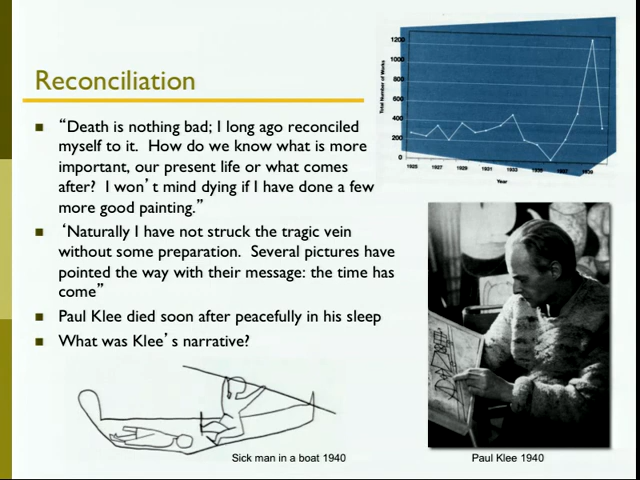 Reconciliation
“Death is nothing bad; I long ago reconciled
myself to it. How do we know what is more
important, our present life or what comes
after? I won’t mind dying if I have done a few
more good painting.”
‘Naturally I have not struck the tragic vein
without some preparation. Several pictures have
pointed the way with their message: the time has
come”
Paul Klee died soon after peacefully in his sleep
What was Klee’s narrative?
Total Number of Works
1200
1000
800
600
400
200
0
1925 1927 1929 1931 1933 1935 1937 1939
Year
Sick man in a boat 1940
Paul Klee 1940